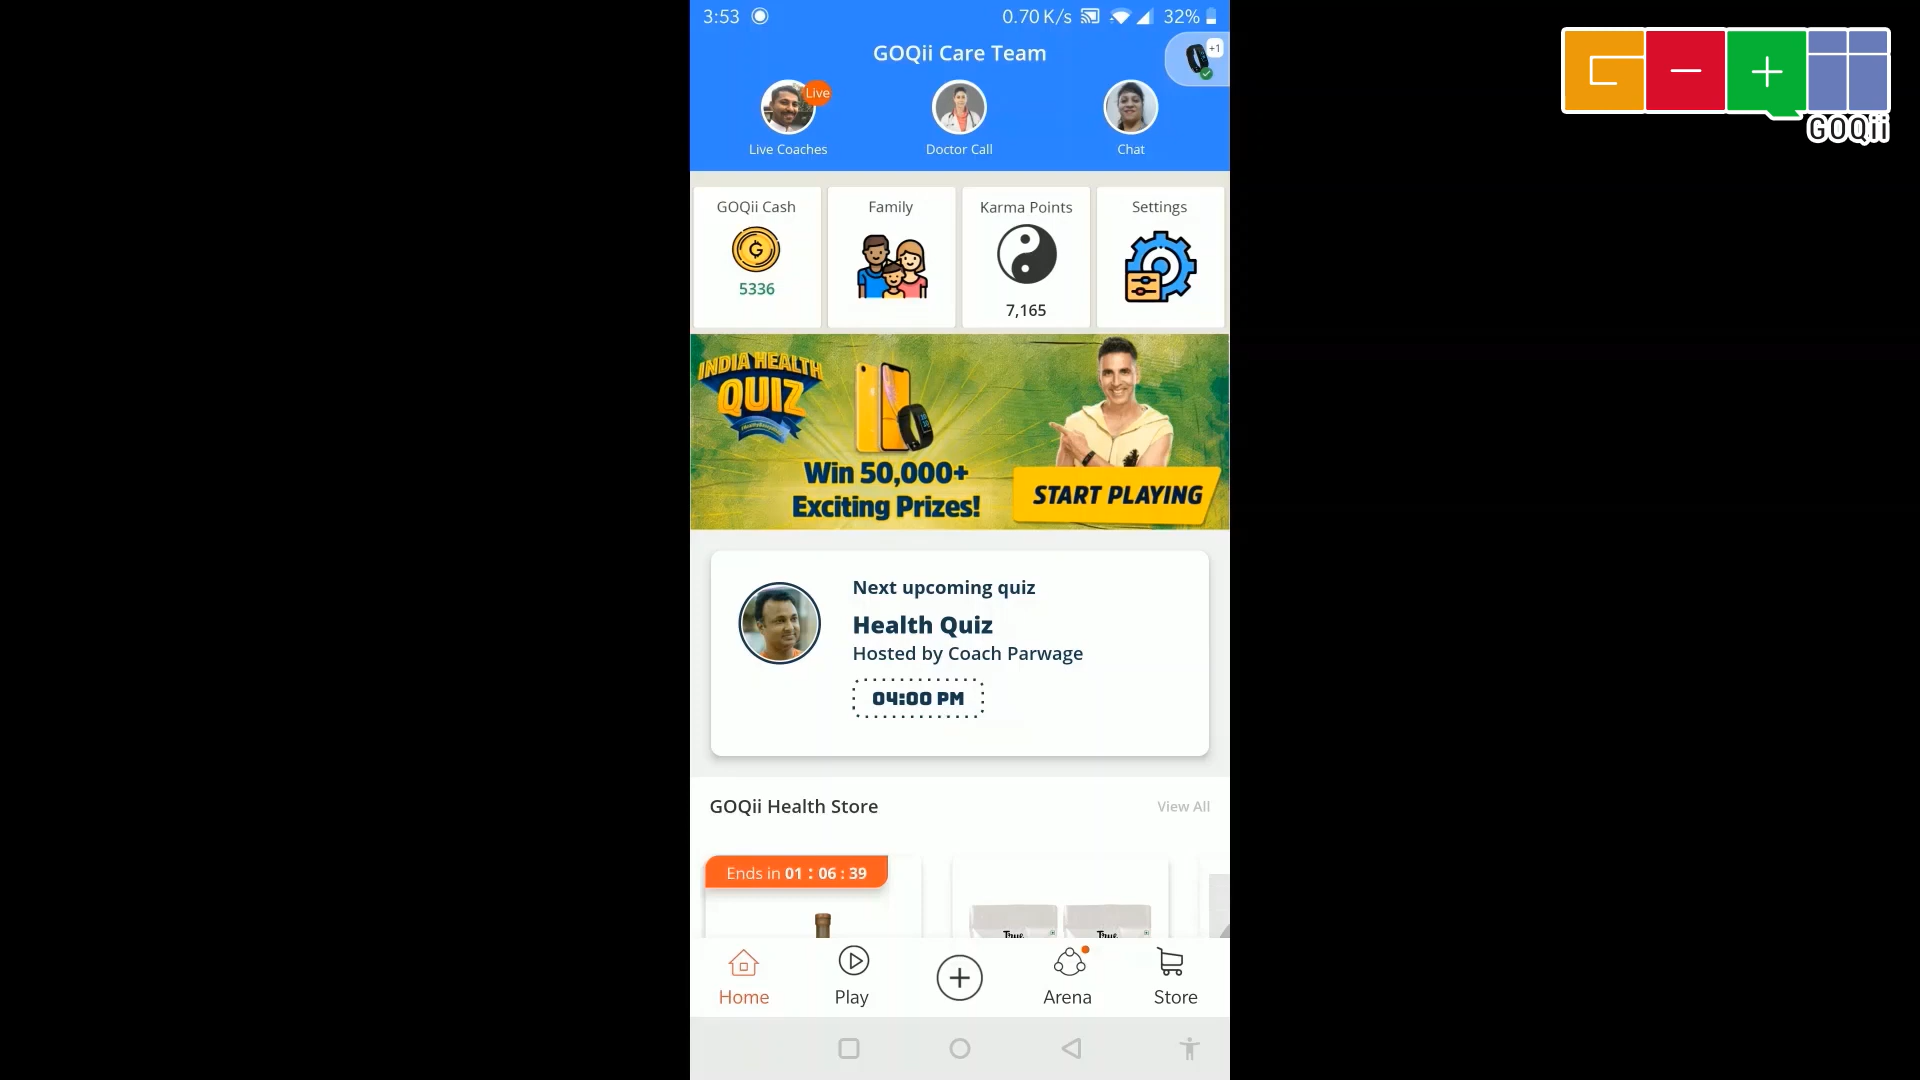 3:53 0.70 K/s 32%
GOQii Care Team
+1
Live
Live Coaches Doctor Call Chat
GOQii Cash Family Karma Points Settings
5336
7,165
INDIA HEALTH
QUIZ
Win 50,000+
Exciting Prizes!
START PLAYING
Next upcoming quiz
Health Quiz
Hosted by Coach Parwage
04:00 PM
GOQii Health Store View All
Ends in 01 : 06 : 39
True True
Home Play Arena Store
GOQii